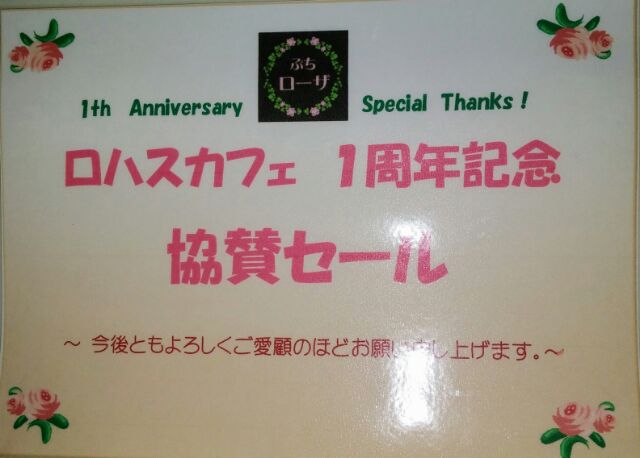 ぷち
ローザ
1th Anniversary Special Thanks!
ロハスカフェ 1周年記念
協賛セール
～ 今後ともよろしくご愛顧のほどお願い申し上げます。～